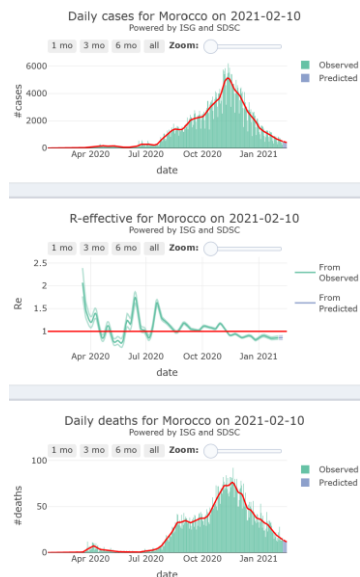 Daily cases for Morocco on 2021-02-10
Powered by ISG and SDSC
1 mo 3 mo 6 mo all Zoom:
6000
4000
2000
0
#cases
Observed
Predicted
Apr 2020 Jul 2020 Oct 2020 Jan 2021
date
R-effective for Morocco on 2021-02-10
Powered by ISG and SDSC
1 mo 3 mo 6 mo all Zoom:
2.5
2
1.5
1
Re
From
Observed
From
Predicted
Apr 2020 Jul 2020 Oct 2020 Jan 2021
date
Daily deaths for Morocco on 2021-02-10
Powered by ISG and SDSC
1 mo 3 mo 6 mo all Zoom:
100
50
0
#deaths
Observed
Predicted
Apr 2020 Jul 2020 Oct 2020 Jan 2021
date